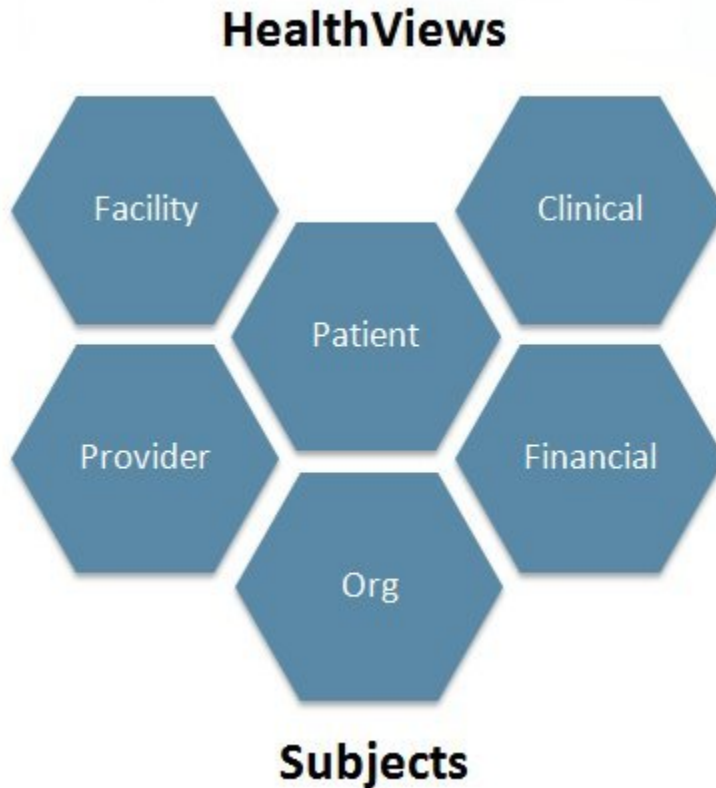 HealthViews
Facility
Clinical
Patient
Provider
Financial
Org
Subjects